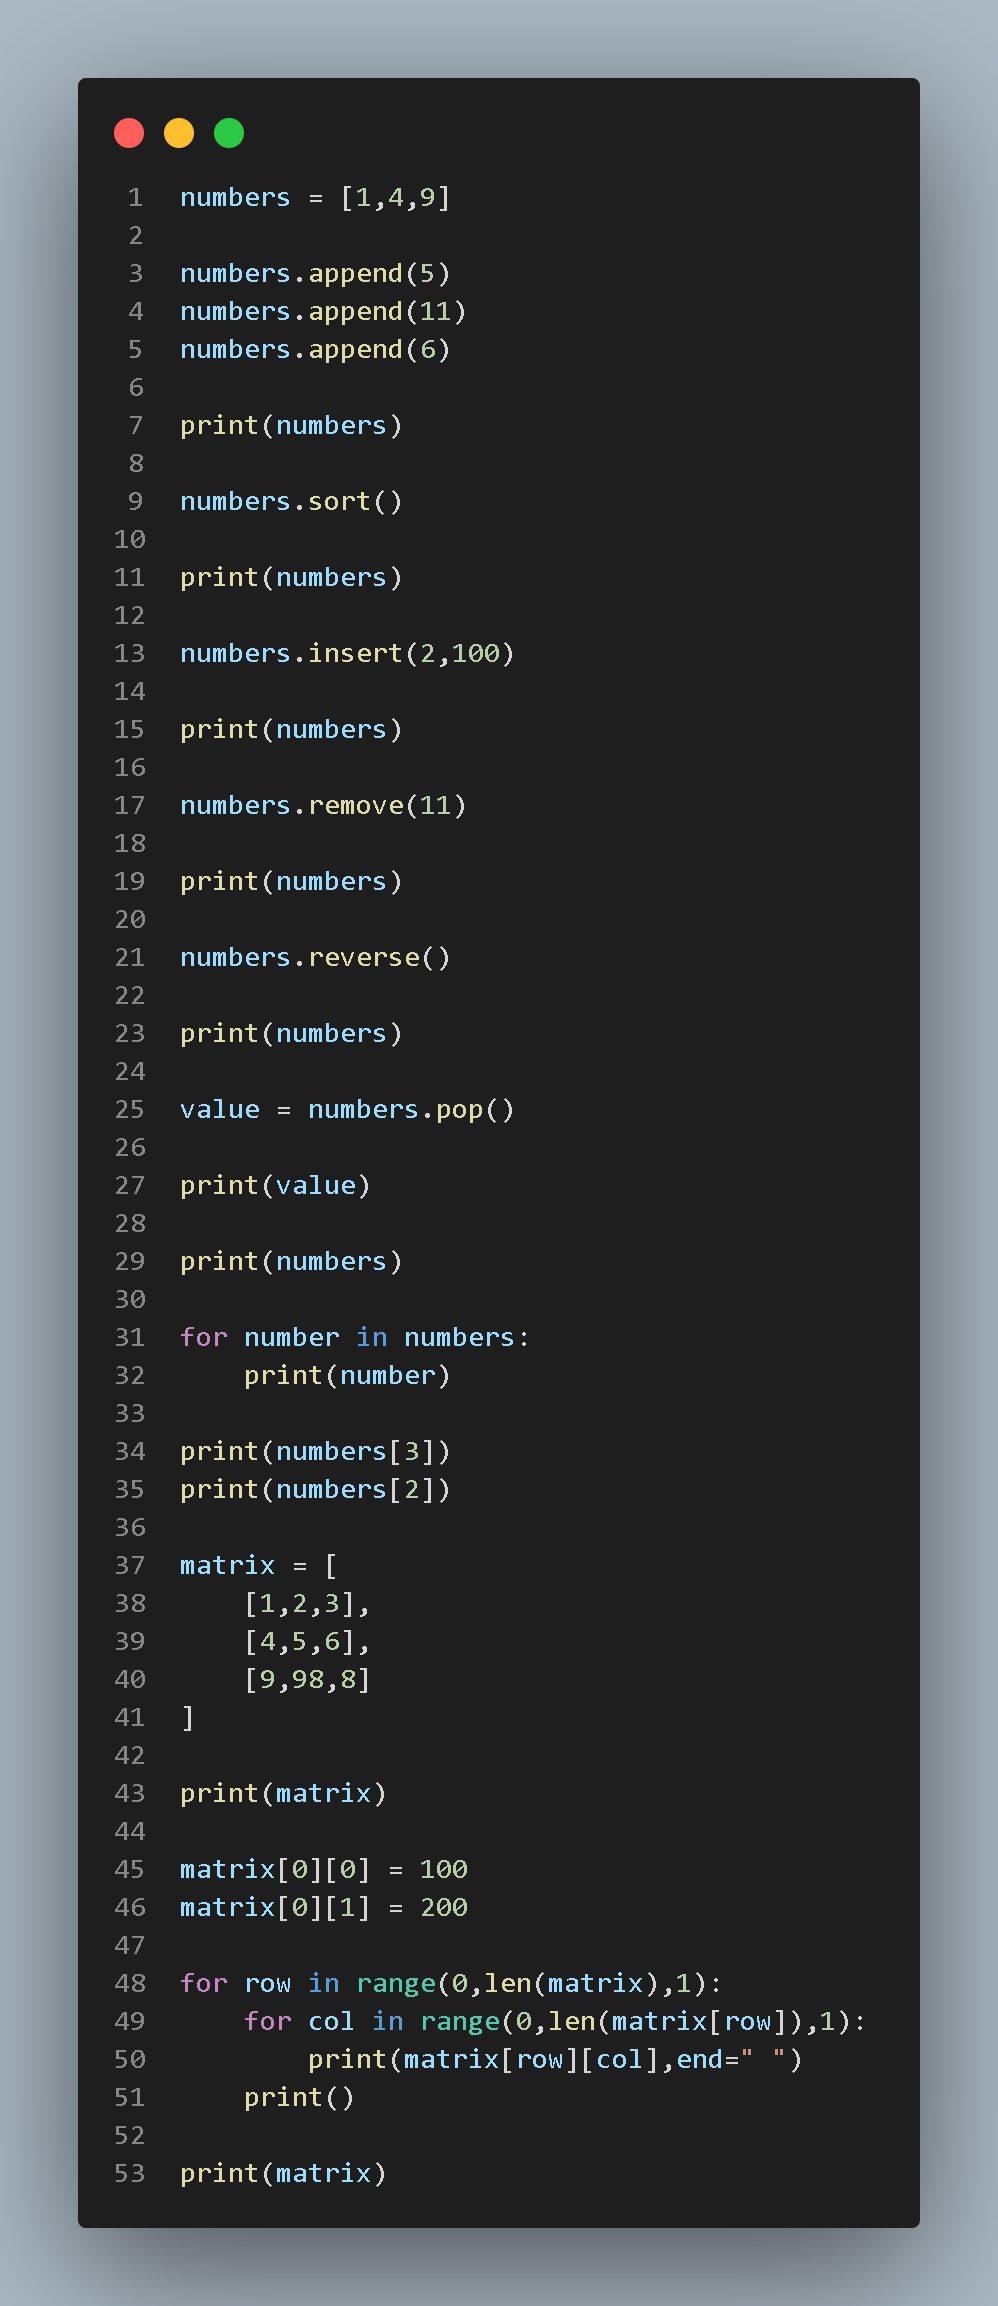 1 numbers = [1,4,9]
2
3 numbers.append(5)
4 numbers.append(11)
5 numbers.append(6)
6
7 print(numbers)
8
9 numbers.sort()
10
11 print(numbers)
12
13 numbers.insert(2,100)
14
15 print(numbers)
16
17 numbers.remove(11)
18
19 print(numbers)
20
21 numbers.reverse()
22
23 print(numbers)
24
25 value = numbers.pop()
26
27 print(value)
28
29 print(numbers)
30
31 for number in numbers:
32     print(number)
33
34 print(numbers[3])
35 print(numbers[2])
36
37 matrix = [
38     [1,2,3],
39     [4,5,6],
40     [9,98,8]
41 ]
42
43 print(matrix)
44
45 matrix[0][0] = 100
46 matrix[0][1] = 200
47
48 for row in range(0,len(matrix),1):
49     for col in range(0,len(matrix[row]),1):
50         print(matrix[row][col],end=" ")
51     print()
52
53 print(matrix)